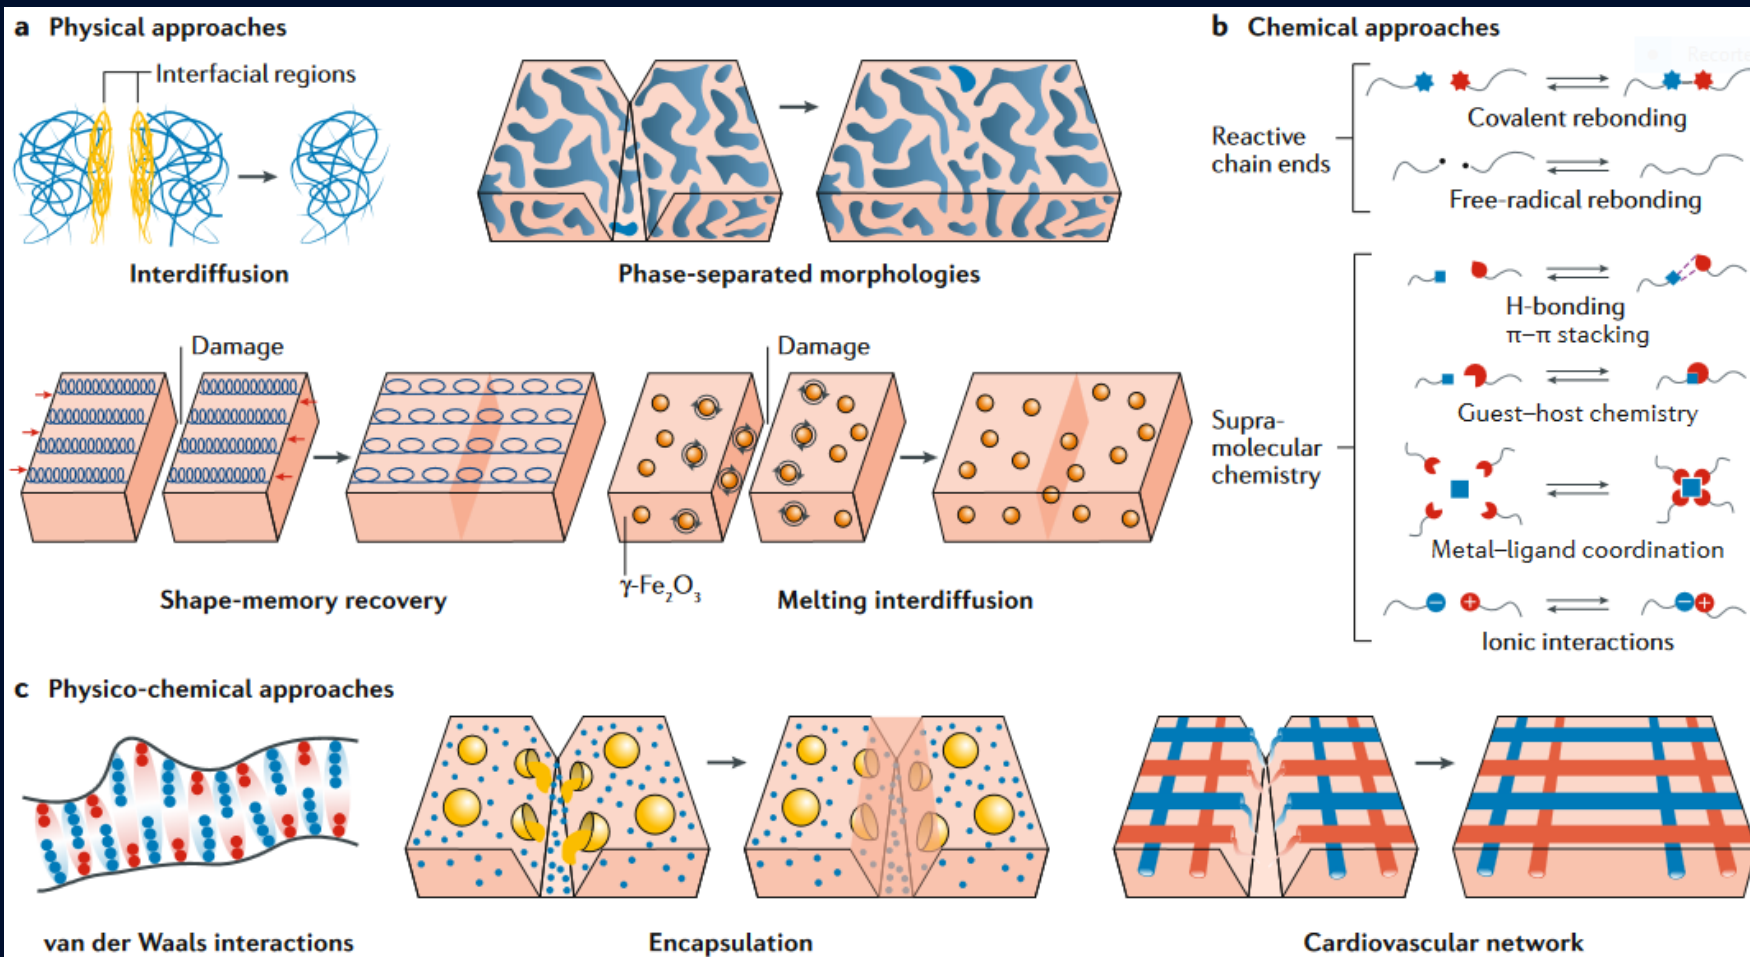 a Physical approaches
Interfacial regions
Interdiffusion
Phase-separated morphologies
Damage
Damage
γ-Fe₂O₃
Shape-memory recovery
Melting interdiffusion
b Chemical approaches
Reactive
chain ends
Covalent rebonding
Free-radical rebonding
Supra-
molecular
chemistry
H-bonding
π–π stacking
Guest–host chemistry
Metal–ligand coordination
− +
− +
Ionic interactions
c Physico-chemical approaches
van der Waals interactions
Encapsulation
Cardiovascular network